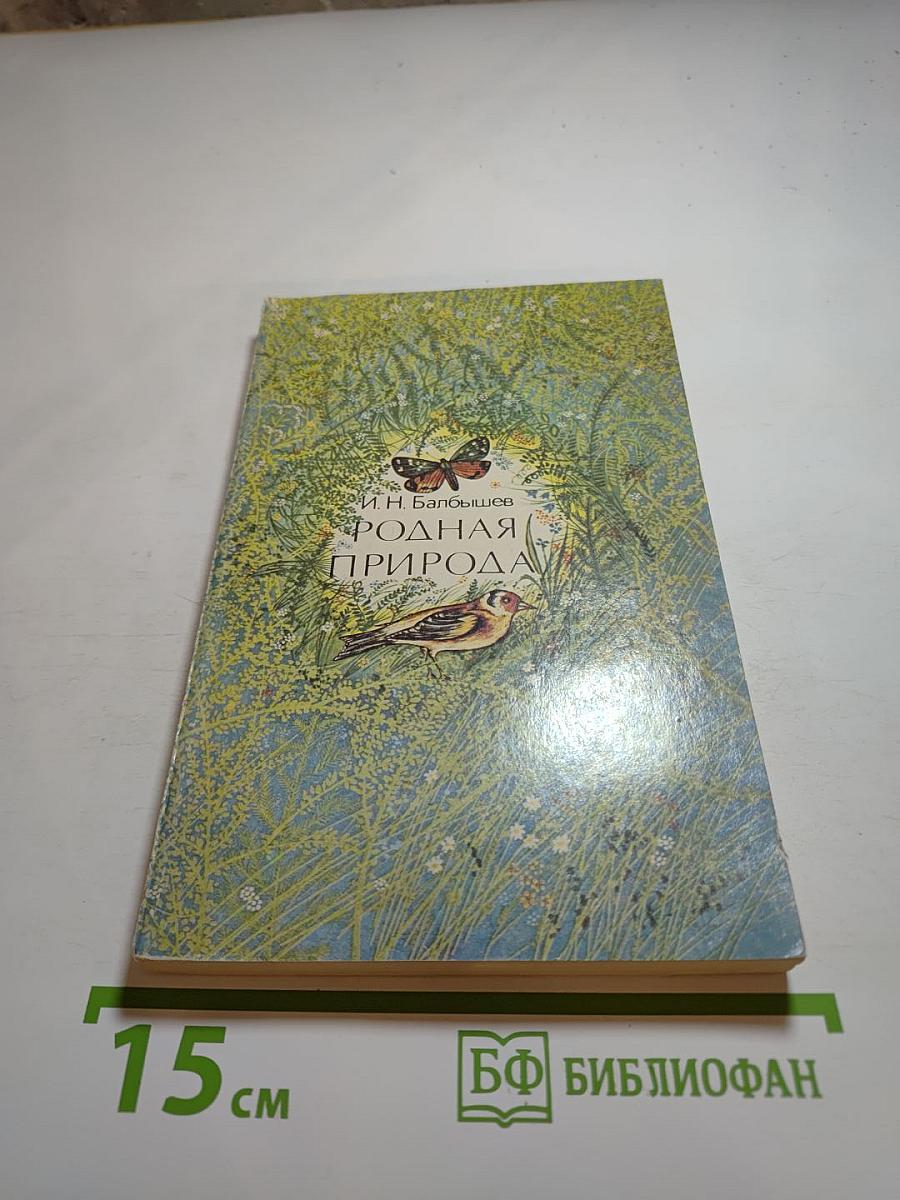 И. Н. Балбышев
РОДНАЯ
ПРИРОДА
15 см
БФ БИБЛИОФАН